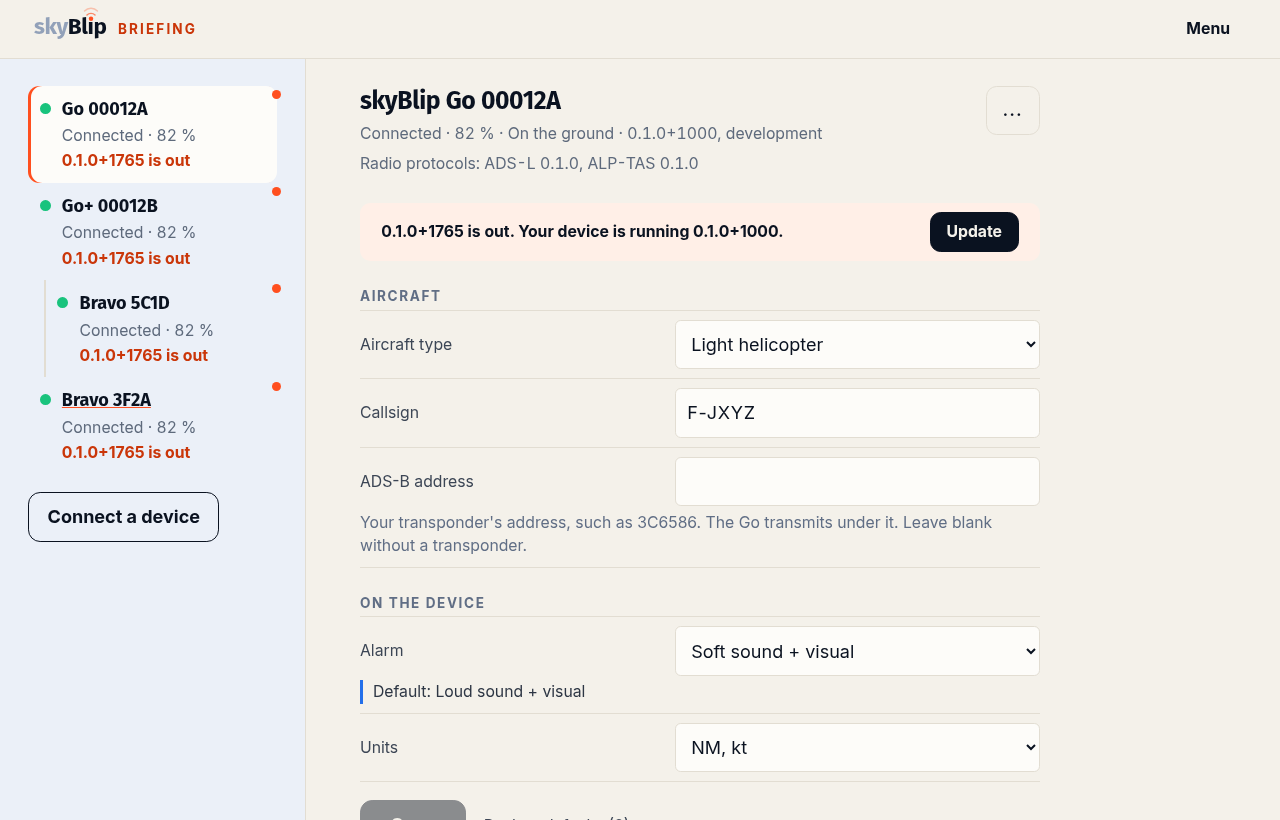 skyBlip BRIEFING
Menu
Go 00012A
Connected · 82 %
0.1.0+1765 is out
Go+ 00012B
Connected · 82 %
0.1.0+1765 is out
Bravo 5C1D
Connected · 82 %
0.1.0+1765 is out
Bravo 3F2A
Connected · 82 %
0.1.0+1765 is out
Connect a device
skyBlip Go 00012A
...
Connected · 82 % · On the ground · 0.1.0+1000, development
Radio protocols: ADS-L 0.1.0, ALP-TAS 0.1.0
0.1.0+1765 is out. Your device is running 0.1.0+1000.
Update
AIRCRAFT
Aircraft type
Light helicopter
Callsign
F-JXYZ
ADS-B address
Your transponder's address, such as 3C6586. The Go transmits under it. Leave blank
without a transponder.
ON THE DEVICE
Alarm
Soft sound + visual
Default: Loud sound + visual
Units
NM, kt